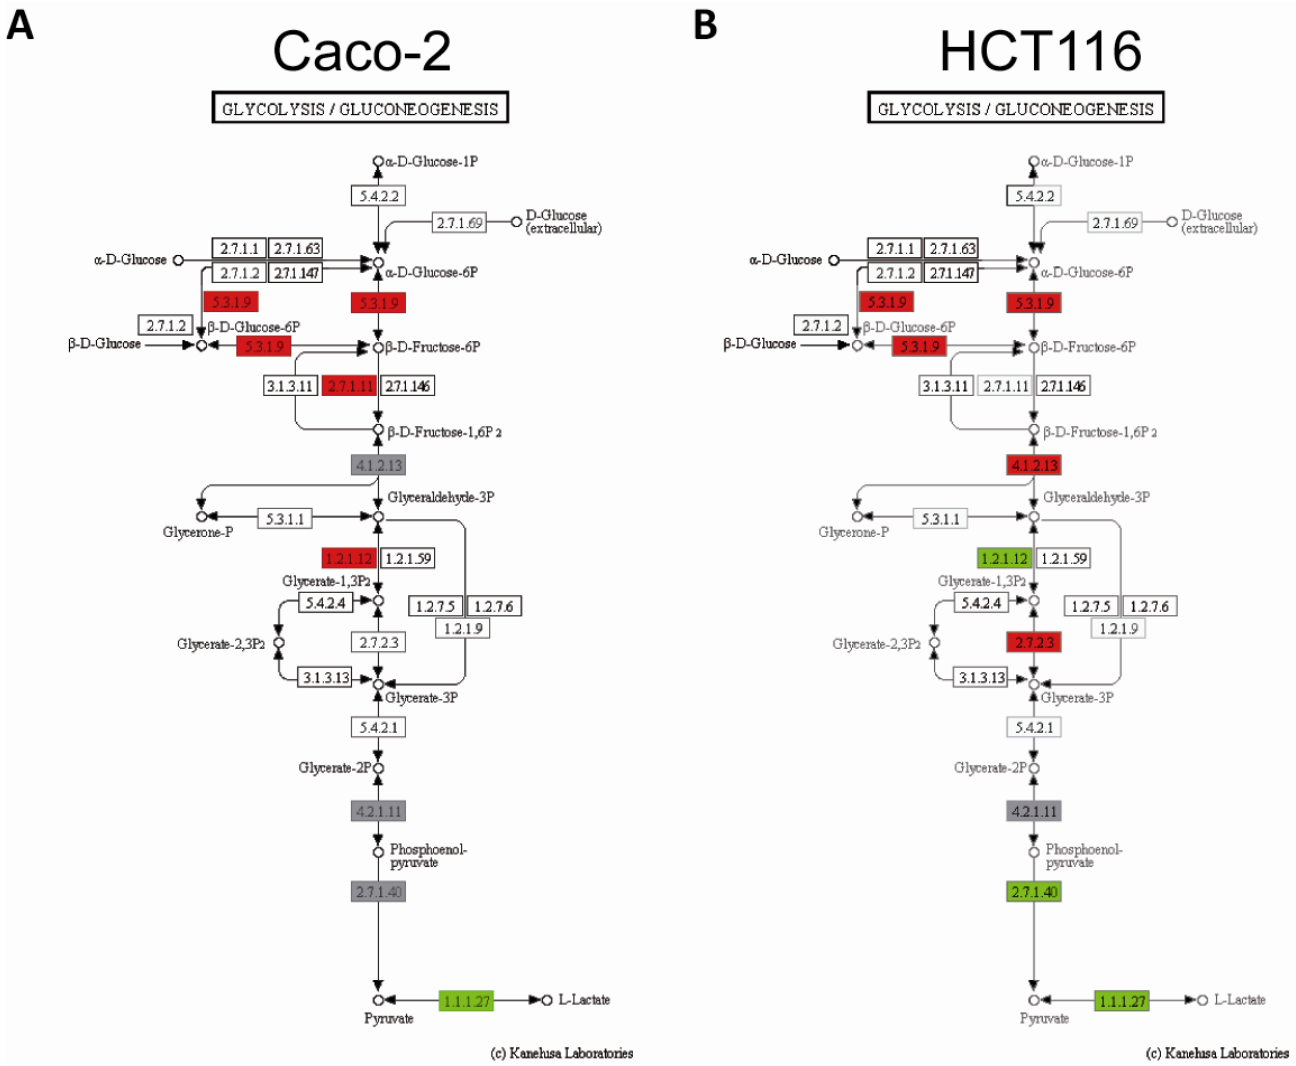 A
Caco-2
GLYCOLYSIS / GLUCONEOGENESIS
α-D-Glucose-1P
5.4.2.2
2.7.1.69
D-Glucose
(extracellular)
2.7.1.1
2.7.1.63
α-D-Glucose
2.7.1.2
2.7.1.147
α-D-Glucose-6P
5.3.1.9
5.3.1.9
2.7.1.2
β-D-Glucose-6P
β-D-Glucose
5.3.1.9
β-D-Fructose-6P
3.1.3.11
2.7.1.11
2.7.1.146
β-D-Fructose-1,6P2
4.1.2.13
Glyceraldehyde-3P
5.3.1.1
Glycerone-P
1.2.1.12
1.2.1.59
Glycerate-1,3P2
5.4.2.4
1.2.7.5
1.2.7.6
1.2.1.9
Glycerate-2,3P2
2.7.2.3
3.1.3.13
Glycerate-3P
5.4.2.1
Glycerate-2P
4.2.1.11
Phosphoenol-
pyruvate
2.7.1.40
1.1.1.27
L-Lactate
Pyruvate
(c) Kanehisa Laboratories
B
HCT116
GLYCOLYSIS / GLUCONEOGENESIS
α-D-Glucose-1P
5.4.2.2
2.7.1.69
D-Glucose
(extracellular)
2.7.1.1
2.7.1.63
α-D-Glucose
2.7.1.2
2.7.1.147
α-D-Glucose-6P
5.3.1.9
5.3.1.9
2.7.1.2
β-D-Glucose-6P
β-D-Glucose
5.3.1.9
β-D-Fructose-6P
3.1.3.11
2.7.1.11
2.7.1.146
β-D-Fructose-1,6P2
4.1.2.13
Glyceraldehyde-3P
5.3.1.1
Glycerone-P
1.2.1.12
1.2.1.59
Glycerate-1,3P2
5.4.2.4
1.2.7.5
1.2.7.6
1.2.1.9
Glycerate-2,3P2
2.7.2.3
3.1.3.13
Glycerate-3P
5.4.2.1
Glycerate-2P
4.2.1.11
Phosphoenol-
pyruvate
2.7.1.40
1.1.1.27
L-Lactate
Pyruvate
(c) Kanehisa Laboratories